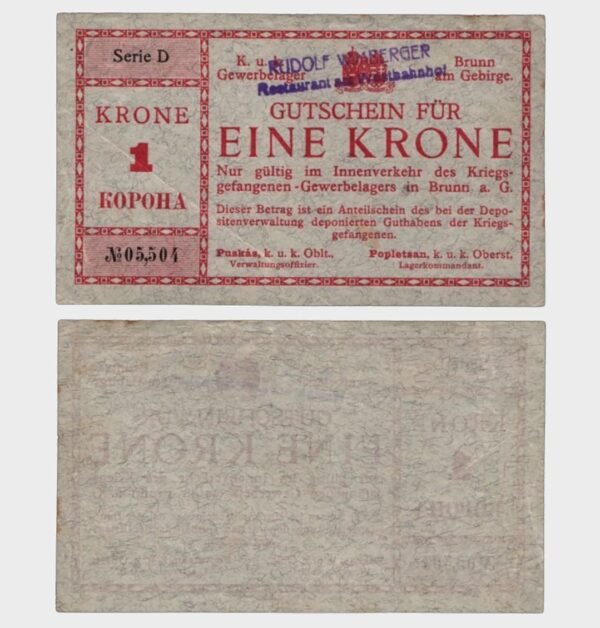 Serie D
KRONE
1
КОРОНА
№05,504
K. u. k. Brunn
Gewerbelager am Gebirge.
RUDOLF
Restaurant am Westbahnhof
GUTSCHEIN FÜR
EINE KRONE
Nur gültig im Innenverkehr des Kriegs-
gefangenen-Gewerbelagers in Brunn a. G.
Dieser Betrag ist ein Anteilschein des bei der Depo-
sitenverwaltung deponierten Guthabens der Kriegs-
gefangenen.
Puskás, k. u. k. Oblt., Popletsan, k. u. k. Oberst.
Verwaltungsoffizier. Lagerkommandant.